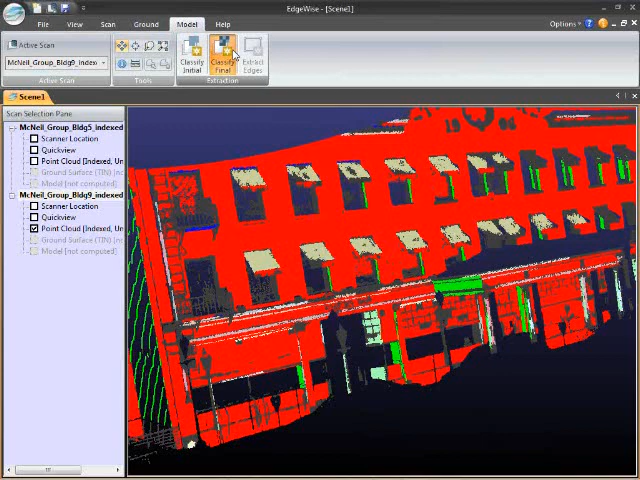 EdgeWise - [Scene1]
File View Scan Ground Model Help
Options
Active Scan
McNeil_Group_Bldg9_indexed
Active Scan
Tools
Classify Initial
Classify Final
Extract Edges
Extraction
Scene1
Scan Selection Pane
McNeil_Group_Bldg5_indexed
Scanner Location
Quickview
Point Cloud [Indexed, Un
Ground Surface (TIN) [nc
Model [not computed]
McNeil_Group_Bldg9_indexed
Scanner Location
Quickview
Point Cloud [Indexed, Un
Ground Surface (TIN) [nc
Model [not computed]